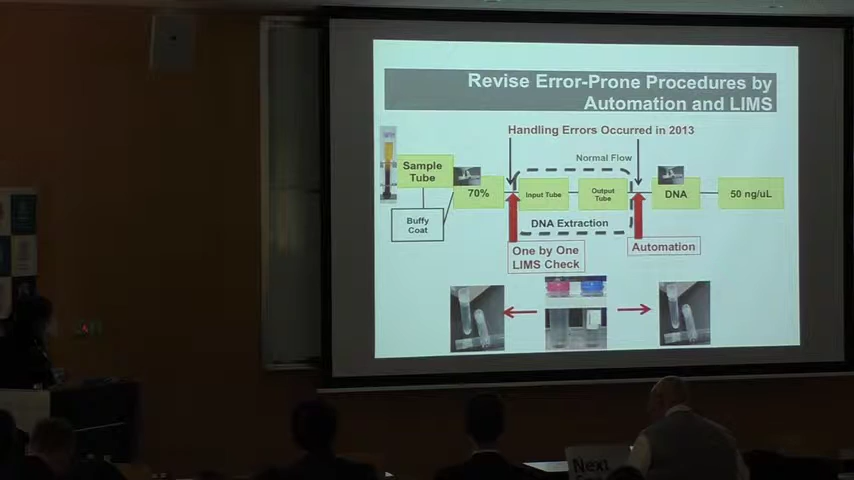 Revise Error-Prone Procedures by
Automation and LIMS
Handling Errors Occurred in 2013
Normal Flow
Sample
Tube
70%
Input Tube
Output
Tube
DNA
50 ng/uL
Buffy
Coat
DNA Extraction
One by One
LIMS Check
Automation
Next